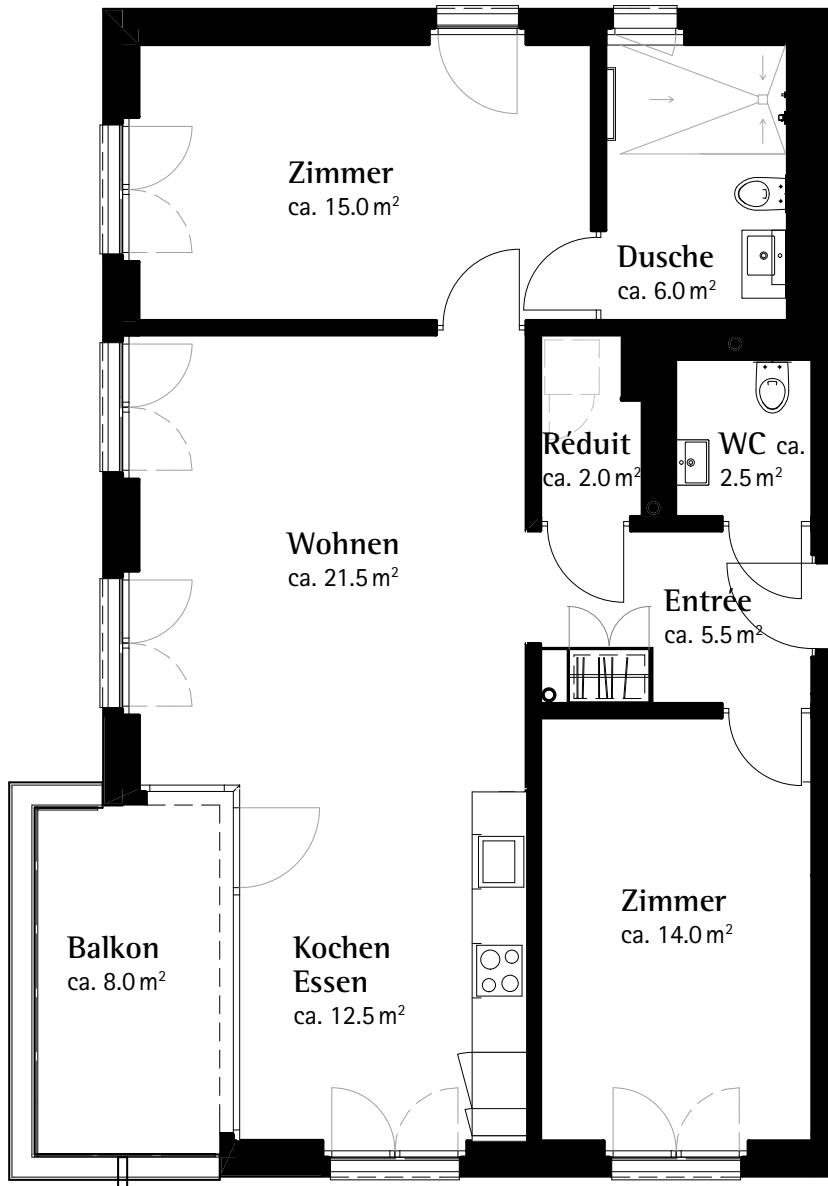 Zimmer
ca. 15.0 m²
Dusche
ca. 6.0 m²
Réduit
ca. 2.0 m²
WC ca.
2.5 m²
Wohnen
ca. 21.5 m²
Entrée
ca. 5.5 m²
Zimmer
ca. 14.0 m²
Balkon
ca. 8.0 m²
Kochen
Essen
ca. 12.5 m²